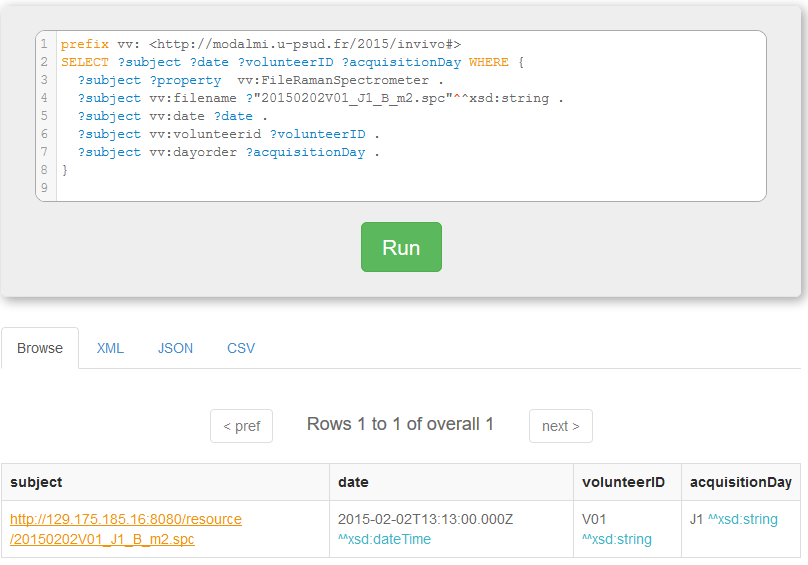 1 prefix vv: <http://modalmi.u-psud.fr/2015/invivo#>
2 SELECT ?subject ?date ?volunteerID ?acquisitionDay WHERE {
3 ?subject ?property vv:FileRamanSpectrometer .
4 ?subject vv:filename ?"20150202V01_J1_B_m2.spc"^^xsd:string .
5 ?subject vv:date ?date .
6 ?subject vv:volunteerid ?volunteerID .
7 ?subject vv:dayorder ?acquisitionDay .
8 }
9
Run
Browse XML JSON CSV
< pref Rows 1 to 1 of overall 1 next >
subject date volunteerID acquisitionDay
http://129.175.185.16:8080/resource 2015-02-02T13:13:00.000Z V01 J1 ^^xsd:string
/20150202V01_J1_B_m2.spc ^^xsd:dateTime ^^xsd:string